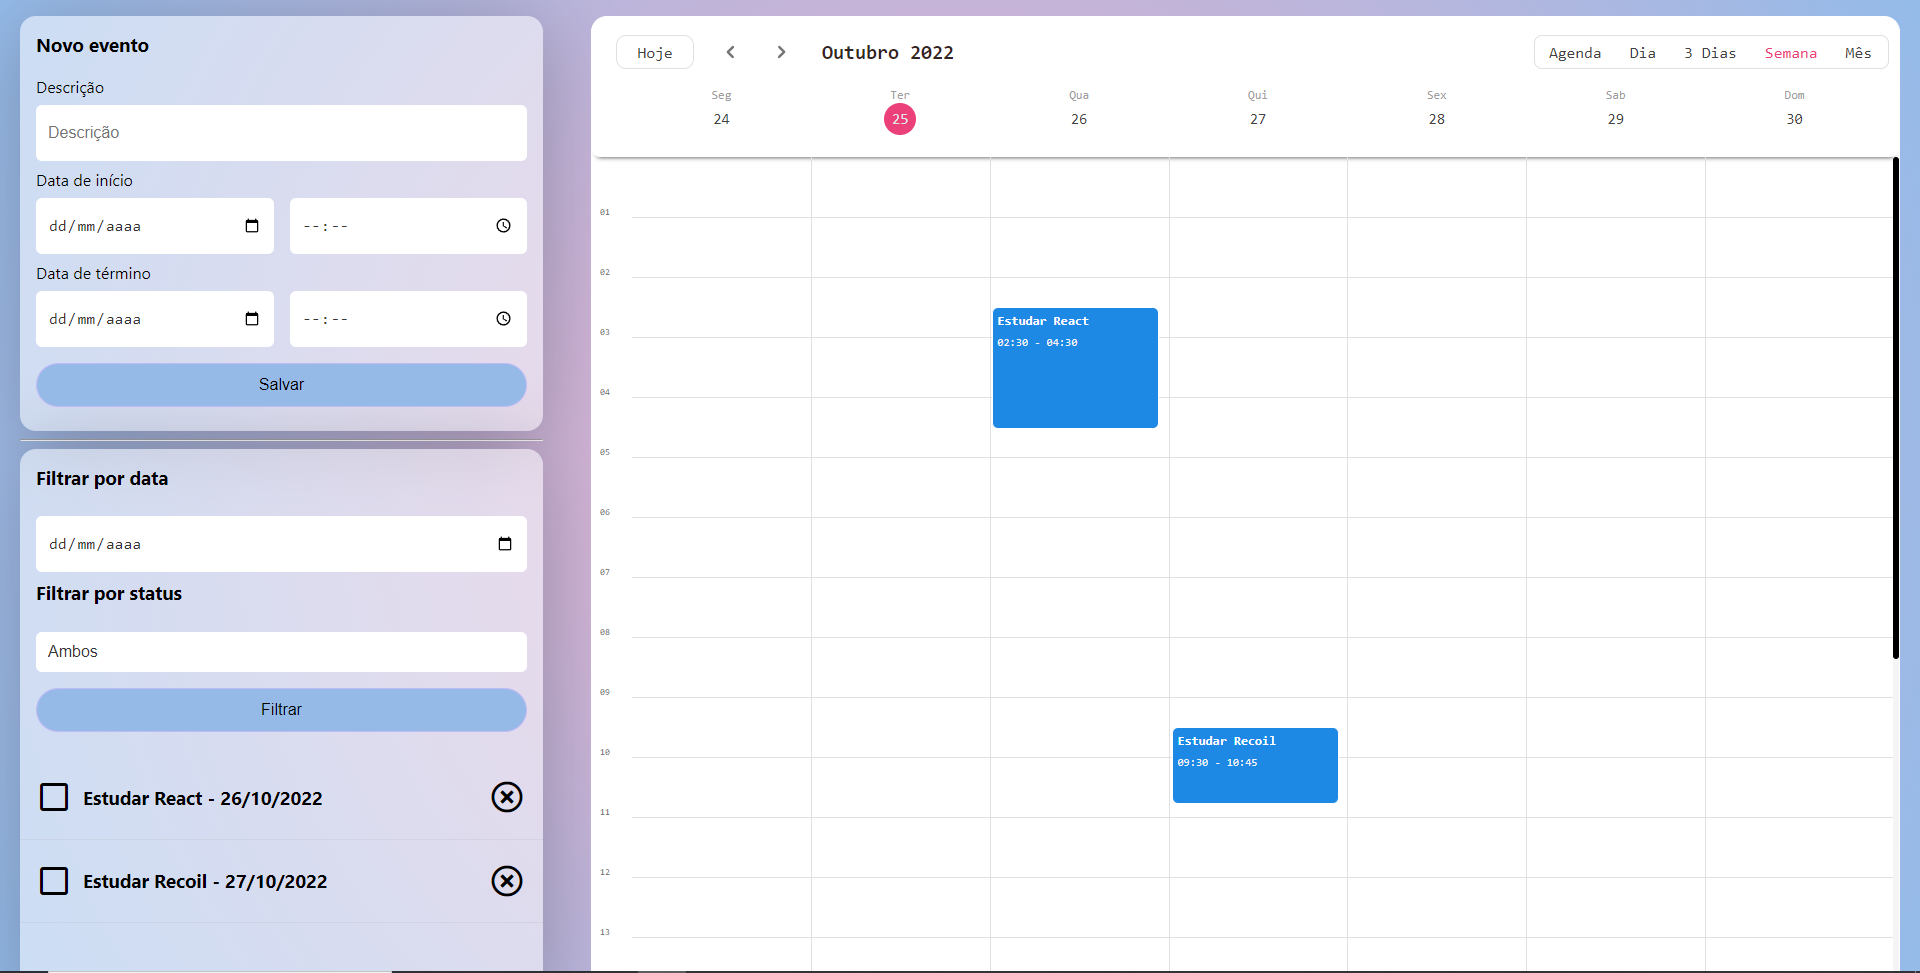 Novo evento
Descrição
Descrição
Data de início
dd/mm/aaaa
--:--
Data de término
dd/mm/aaaa
--:--
Salvar
Filtrar por data
dd/mm/aaaa
Filtrar por status
Ambos
Filtrar
Estudar React - 26/10/2022
Estudar Recoil - 27/10/2022
Hoje
Outubro 2022
Agenda Dia 3 Dias Semana Mês
Seg Ter Qua Qui Sex Sab Dom
24 25 26 27 28 29 30
01
02
Estudar React
03
02:30 - 04:30
04
05
06
07
08
09
Estudar Recoil
10
09:30 - 10:45
11
12
13